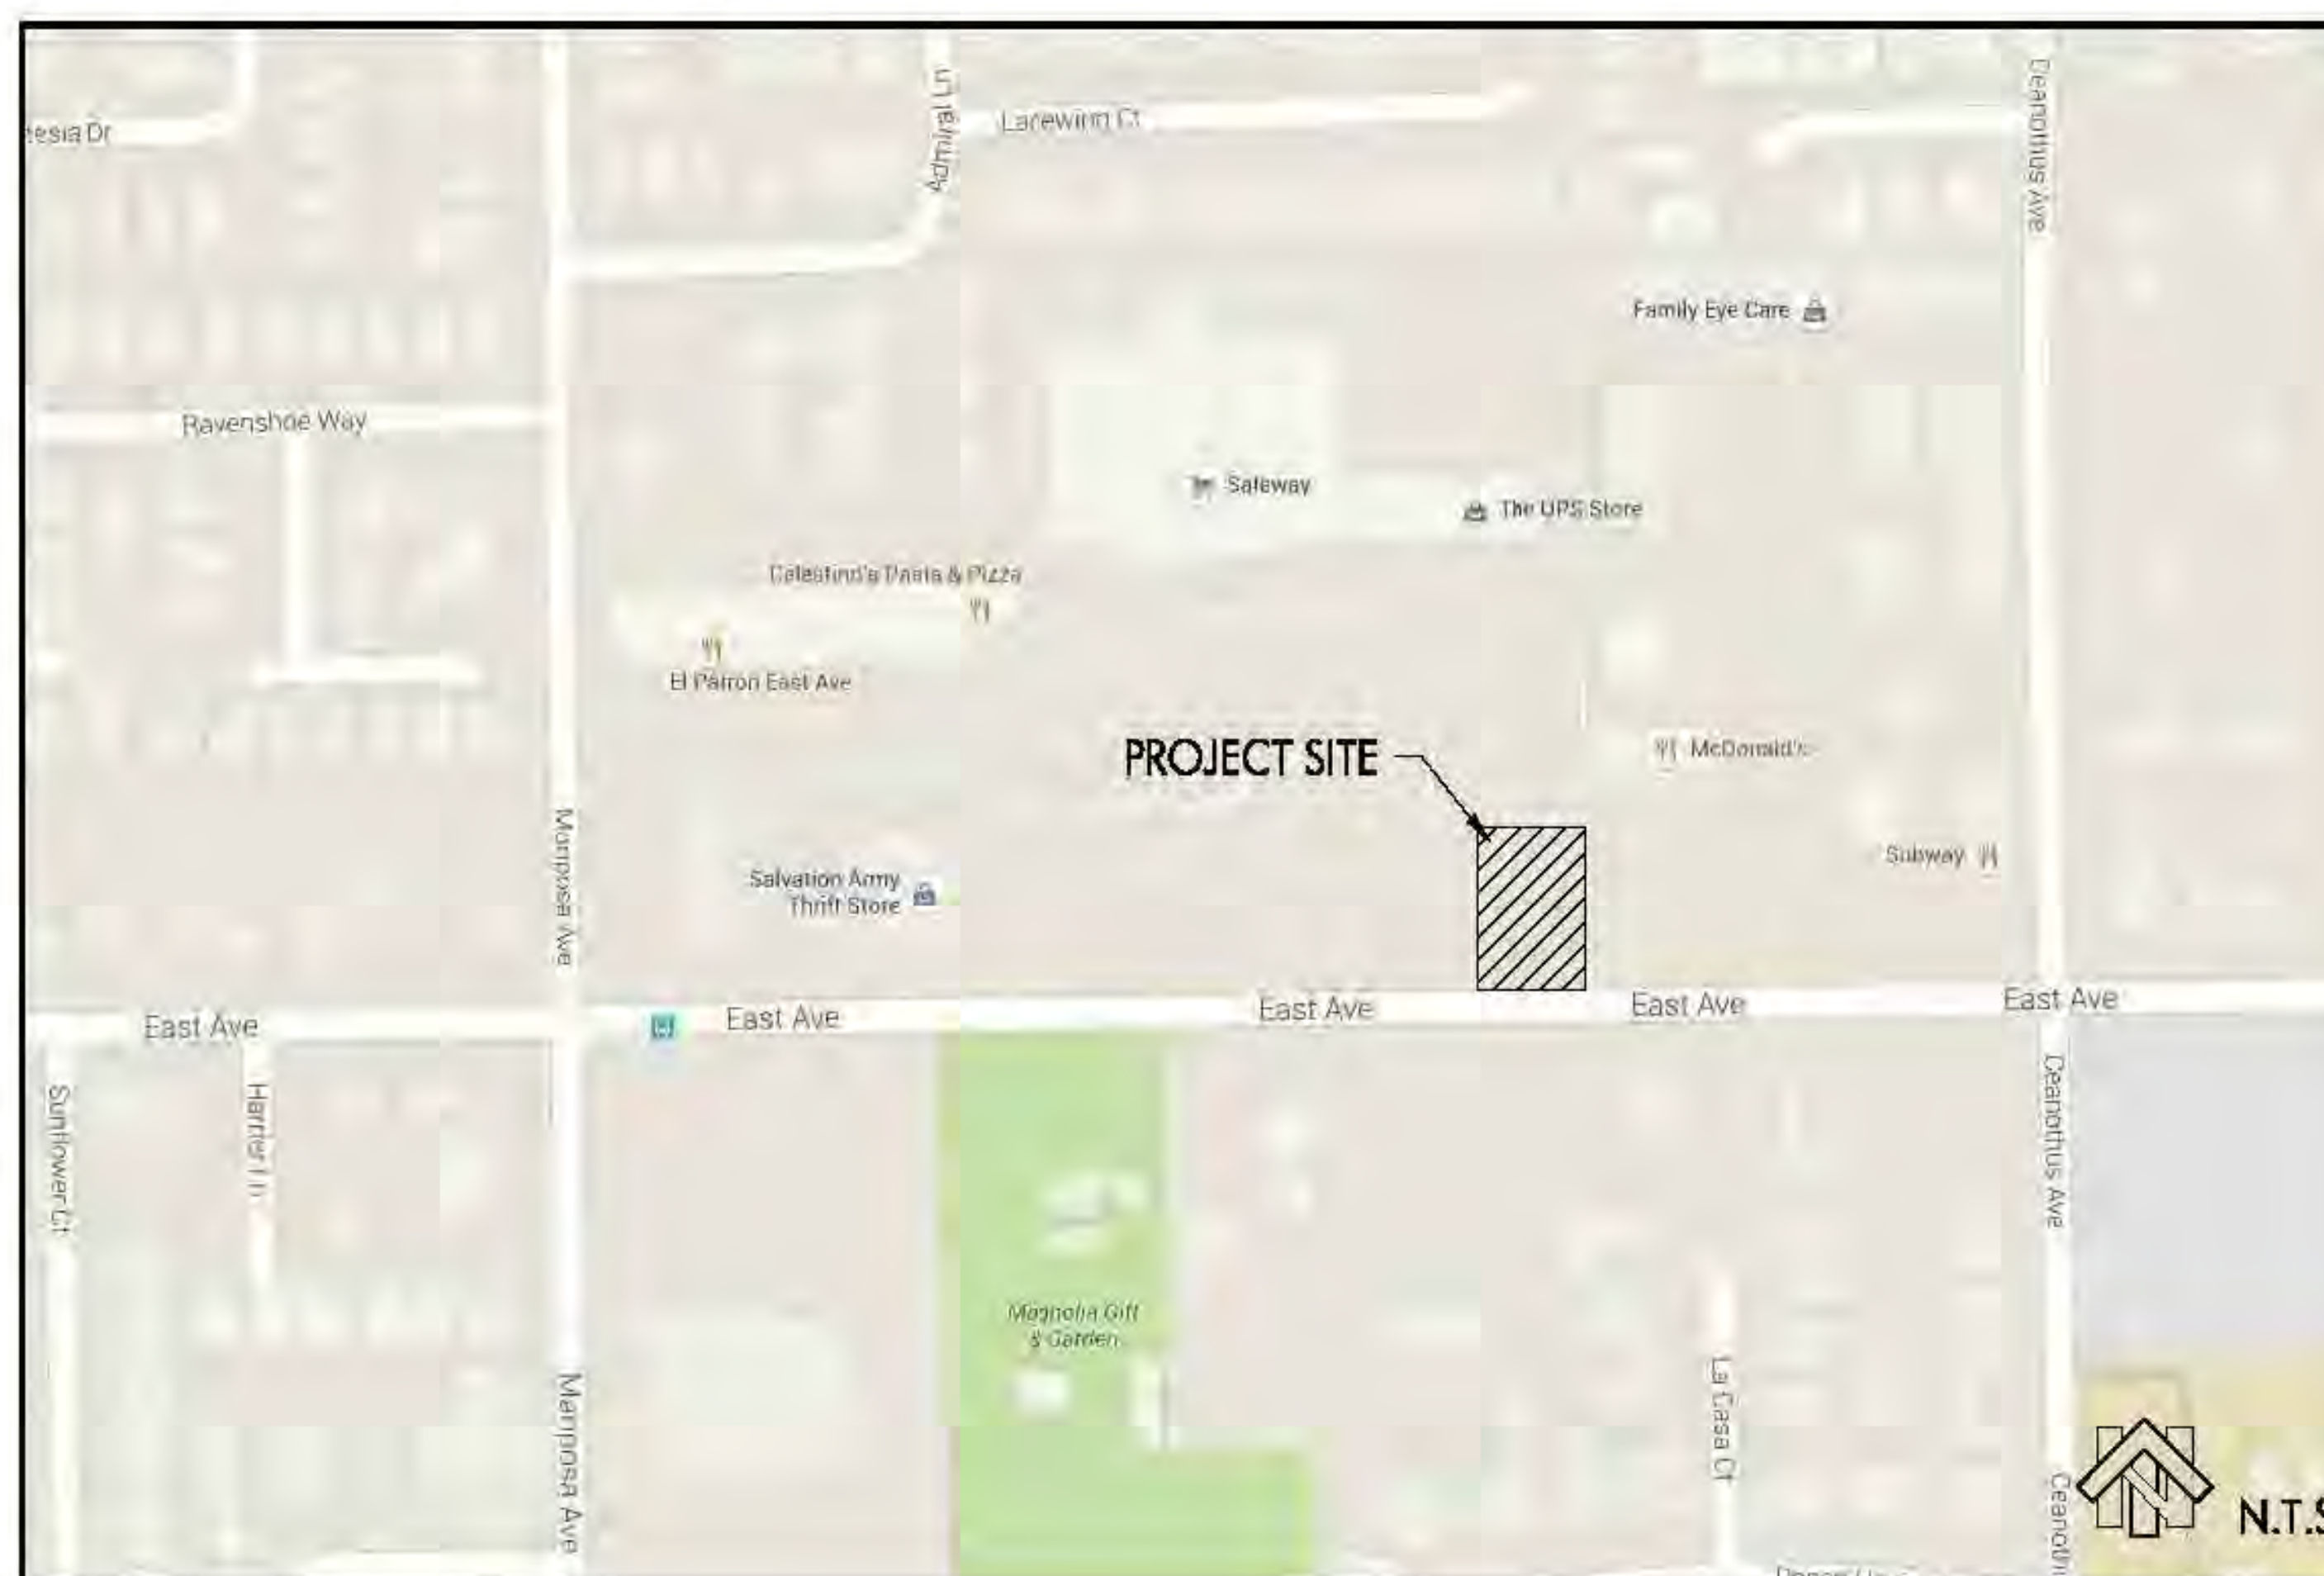 Admiral Ln
Ceanothus Ave
Lacewing Ct
Family Eye Care
Ravenshoe Way
Safeway
The UPS Store
Celestino's Pasta & Pizza
El Patron East Ave
PROJECT SITE
McDonald's
Mariposa Ave
Subway
Salvation Army
Thrift Store
East Ave
East Ave
East Ave
East Ave
East Ave
Sunflower Ct
Harrier Ln
Ceanothus Ave
Magnolia Gift
& Garden
La Casa Ct
Mariposa Ave
N.T.S